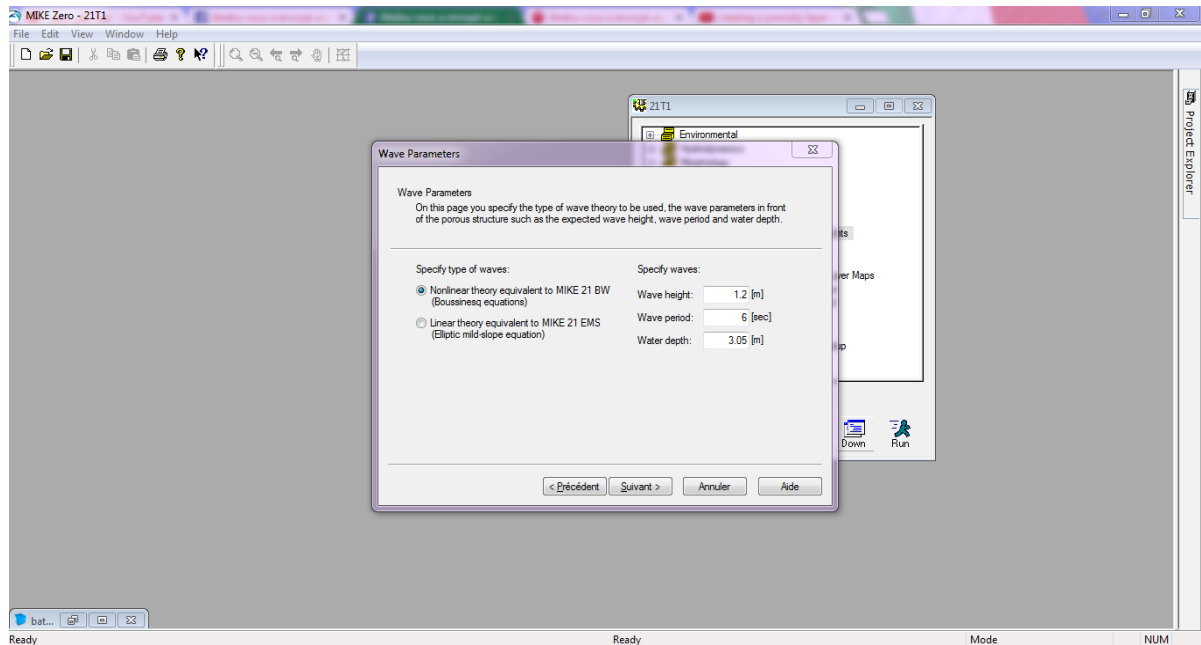 MIKE Zero - 21T1
File Edit View Window Help
Project Explorer
21T1
Environmental
Wave Parameters
Wave Parameters
On this page you specify the type of wave theory to be used, the wave parameters in front
of the porous structure such as the expected wave height, wave period and water depth.
Specify type of waves:
Specify waves:
Nonlinear theory equivalent to MIKE 21 BW
(Boussinesq equations)
Linear theory equivalent to MIKE 21 EMS
(Elliptic mild-slope equation)
Wave height: 1.2 [m]
Wave period: 6 [sec]
Water depth: 3.05 [m]
Maps
Down
Run
< Précédent
Suivant >
Annuler
Aide
bat...
Ready
Ready
Mode
NUM